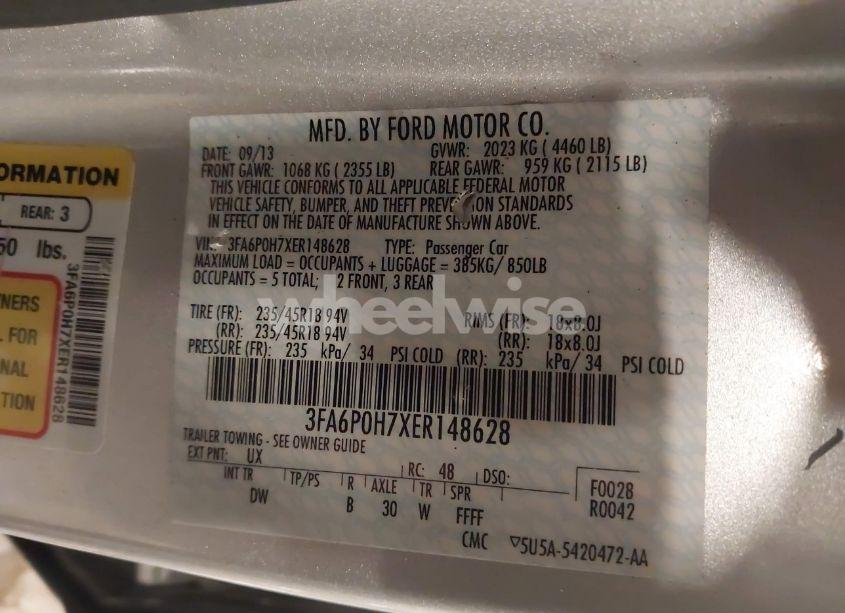 MFD. BY FORD MOTOR CO.
DATE: 09/13 GVWR: 2023 KG ( 4460 LB)
FRONT GAWR: 1068 KG ( 2355 LB) REAR GAWR: 959 KG ( 2115 LB)
THIS VEHICLE CONFORMS TO ALL APPLICABLE FEDERAL MOTOR
VEHICLE SAFETY, BUMPER, AND THEFT PREVENTION STANDARDS
IN EFFECT ON THE DATE OF MANUFACTURE SHOWN ABOVE.
VIN: 3FA6P0H7XER148628 TYPE: Passenger Car
MAXIMUM LOAD = OCCUPANTS + LUGGAGE = 385KG/ 850LB
OCCUPANTS = 5 TOTAL; 2 FRONT, 3 REAR
TIRE (FR): 235/45R18 94V RIMS (FR): 18x8.0J
(RR): 235/45R18 94V (RR): 18x8.0J
PRESSURE (FR): 235 kPa/ 34 PSI COLD (RR): 235 kPa/ 34 PSI COLD
3FA6P0H7XER148628
TRAILER TOWING - SEE OWNER GUIDE
EXT PNT: UX RC: 48 DSO:
INT TR TP/PS R AXLE TR SPR
DW B 30 W FFFF
F0028
R0042
CMC ▽5U5A-5420472-AA
wheelwise
ORMATION
REAR: 3
50 lbs.
NERS
L FOR
NAL
TION
3FA6P0H7XER148628